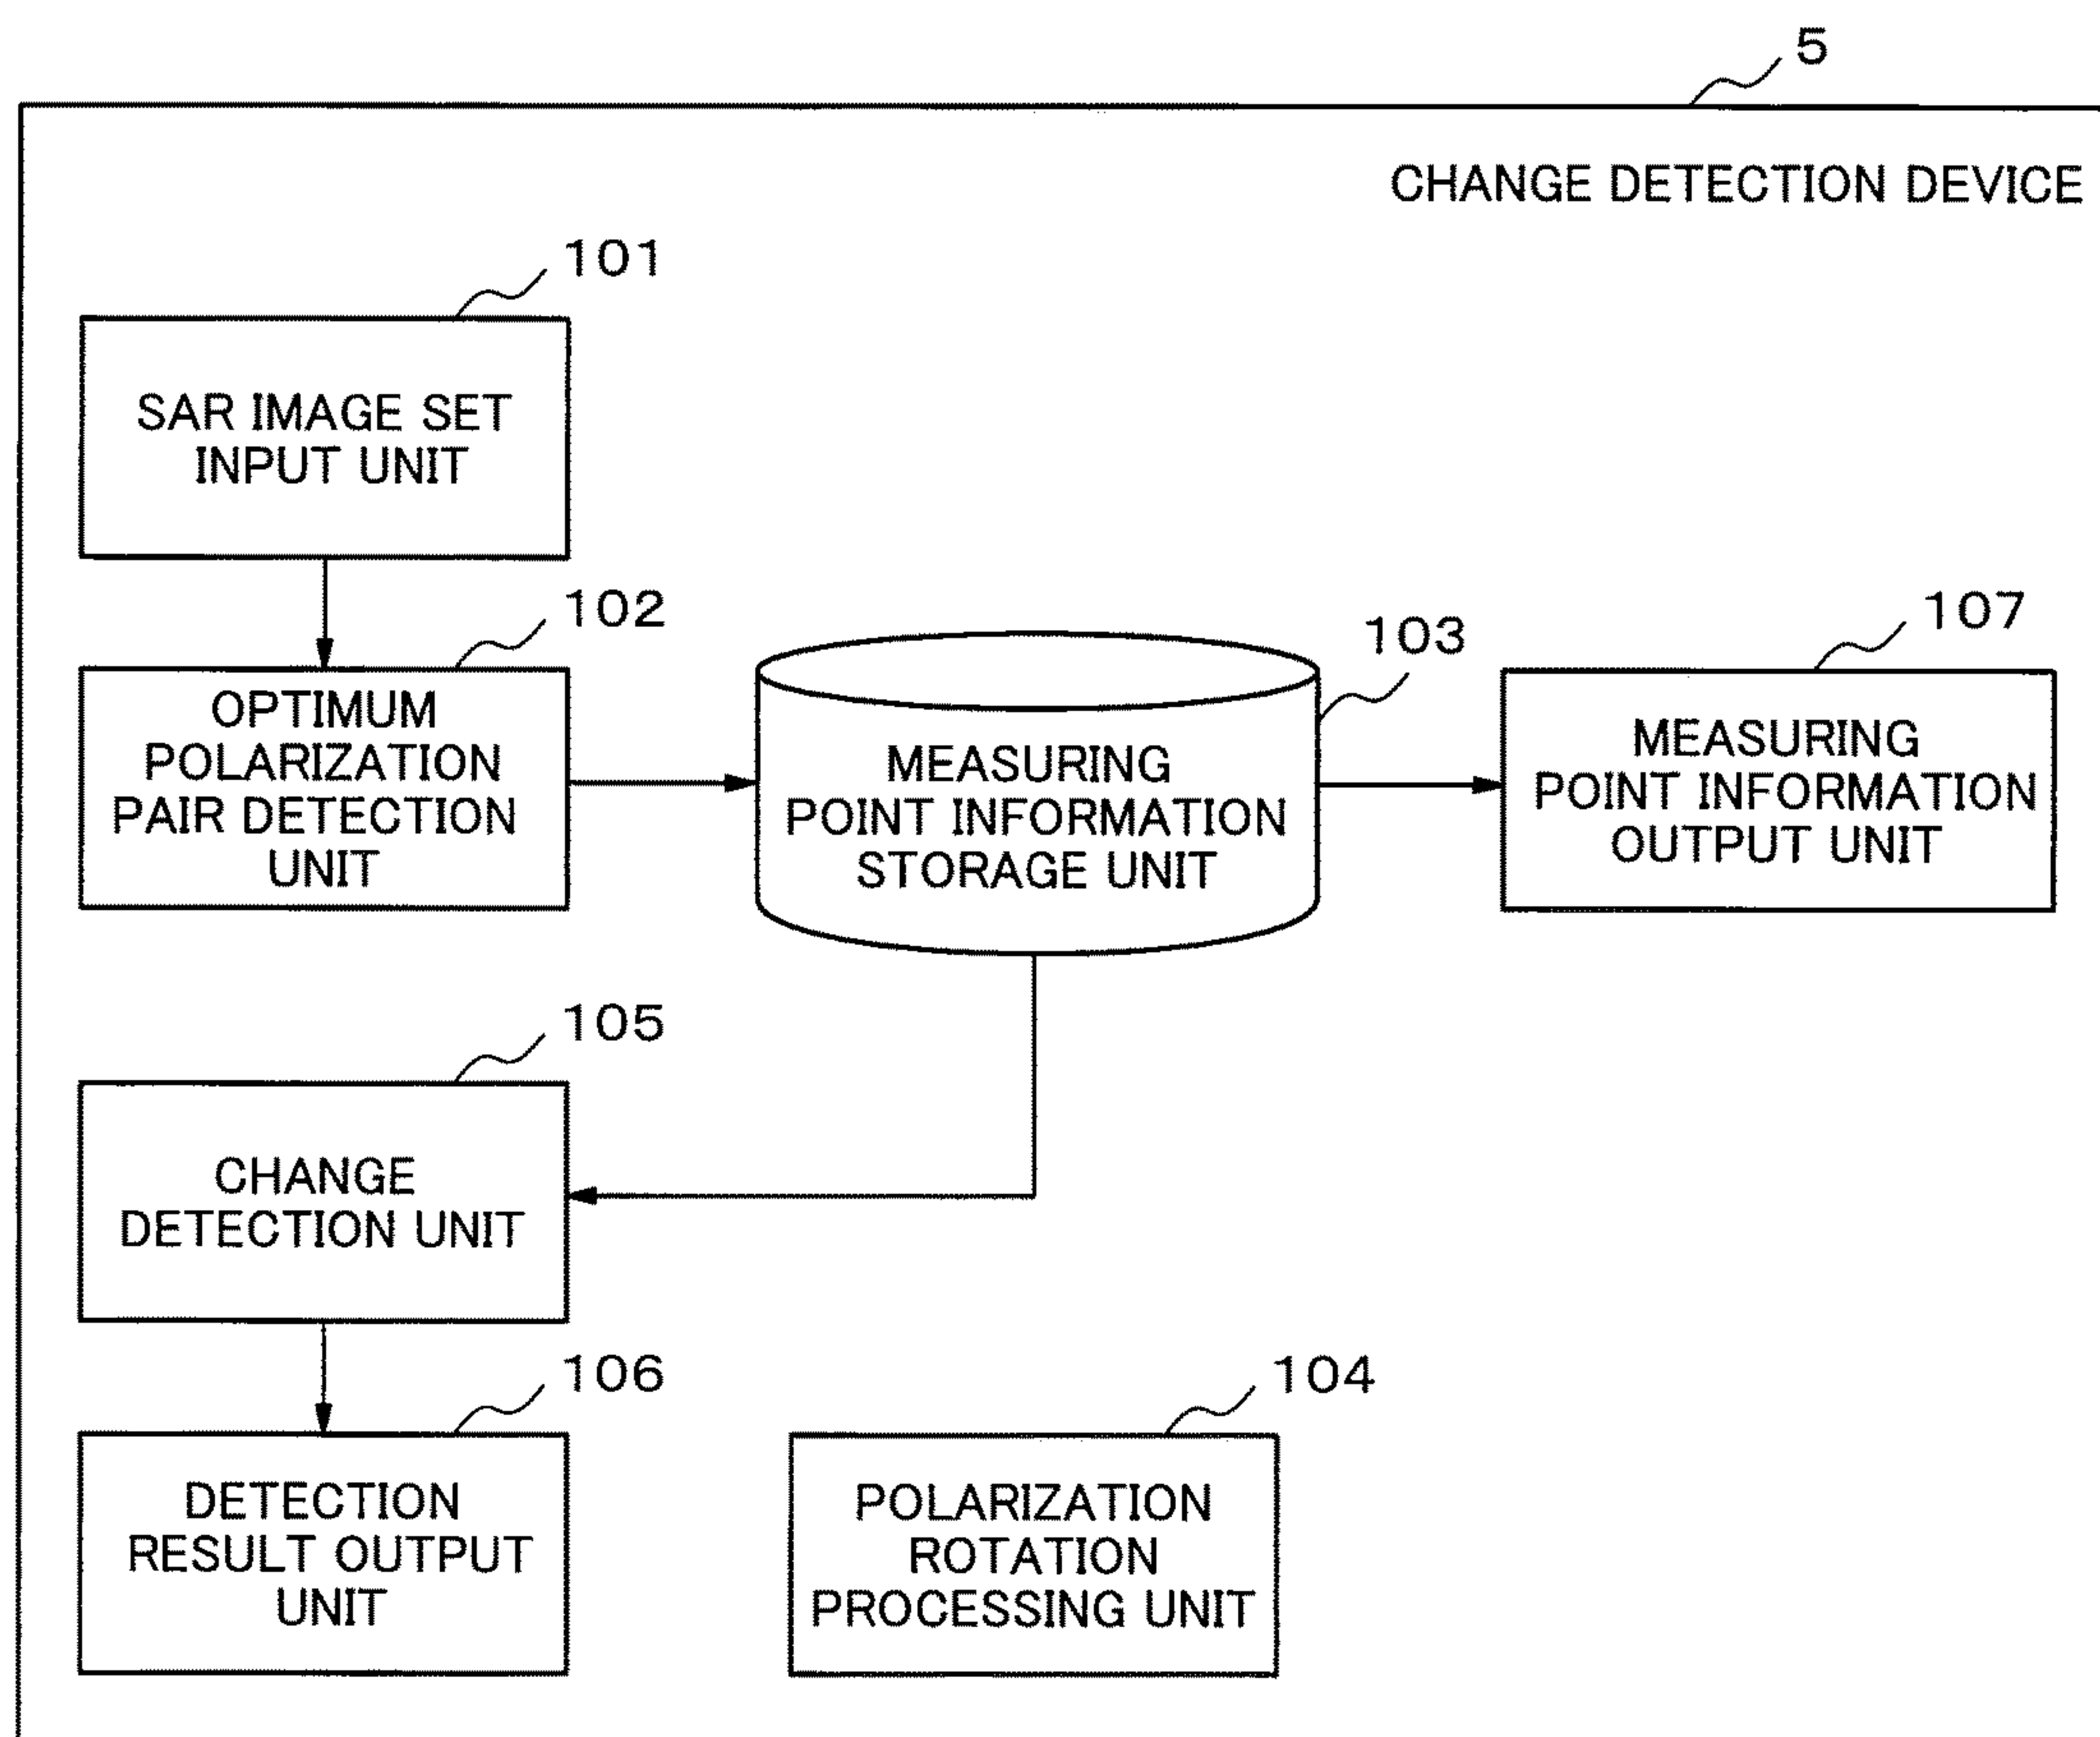 5
CHANGE DETECTION DEVICE
101
SAR IMAGE SET
INPUT UNIT
102
OPTIMUM
POLARIZATION
PAIR DETECTION
UNIT
103
MEASURING
POINT INFORMATION
STORAGE UNIT
107
MEASURING
POINT INFORMATION
OUTPUT UNIT
105
CHANGE
DETECTION UNIT
106
DETECTION
RESULT OUTPUT
UNIT
104
POLARIZATION
ROTATION
PROCESSING UNIT